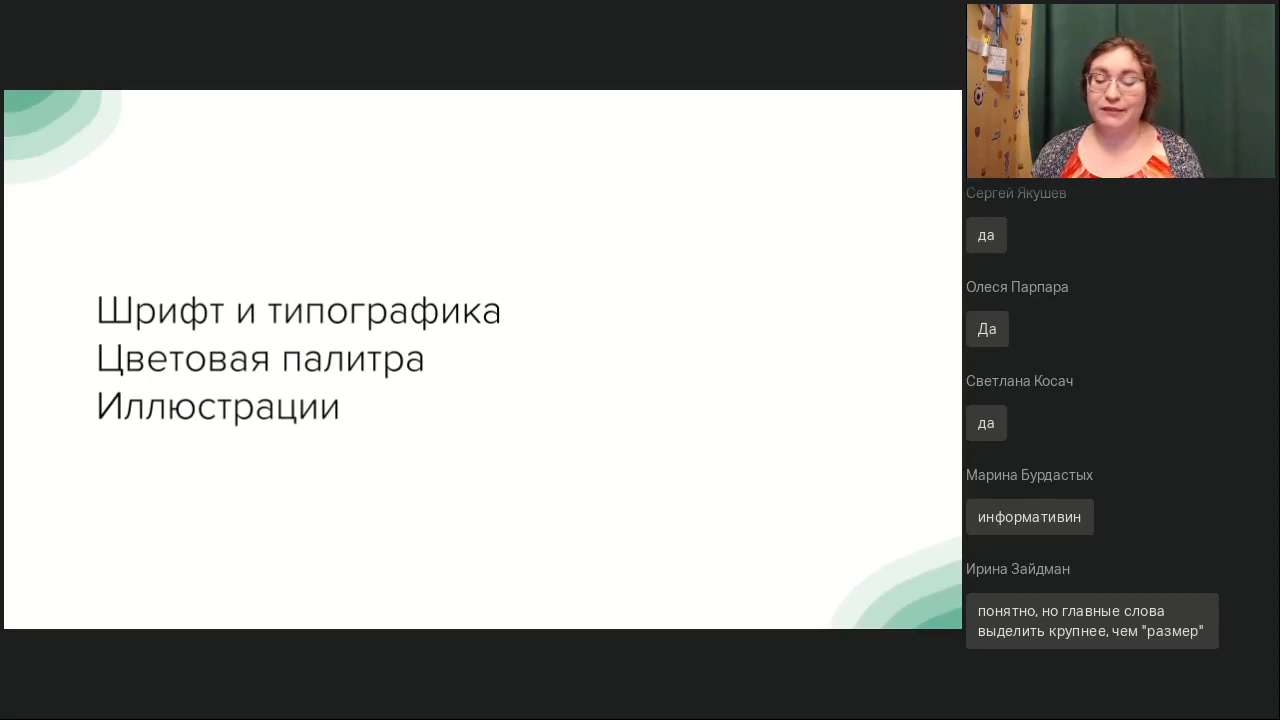 Шрифт и типографика
Цветовая палитра
Иллюстрации
Сергей Якушев
да
Олеся Парпара
Да
Светлана Косач
да
Марина Бурдастых
информативин
Ирина Зайдман
понятно, но главные слова
выделить крупнее, чем "размер"